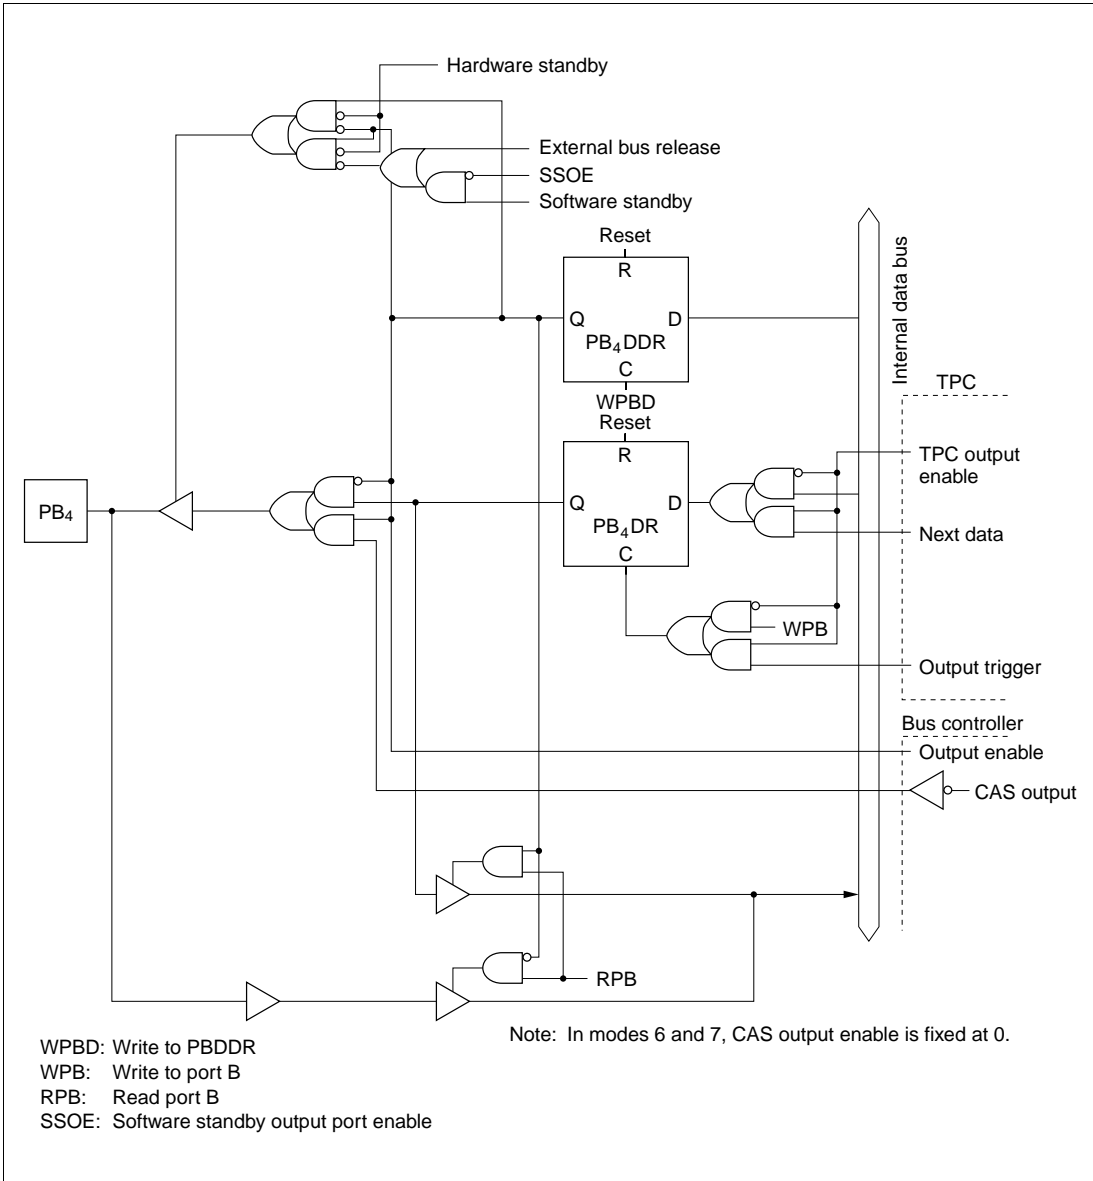 Hardware standby
External bus release
SSOE
Software standby
Reset
R
Q D
PB4DDR
C
WPBD
Internal data bus
TPC
Reset
R
Q D
PB4DR
C
TPC output
enable
Next data
PB4
WPB
Output trigger
Bus controller
Output enable
CAS output
RPB
Note: In modes 6 and 7, CAS output enable is fixed at 0.
WPBD: Write to PBDDR
WPB: Write to port B
RPB: Read port B
SSOE: Software standby output port enable